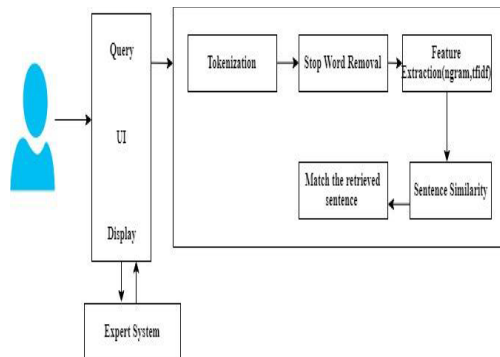 Query
UI
Display
Tokenization
Stop Word Removal
Feature
Extraction(ngram,tfidf)
Sentence Similarity
Match the retrieved
sentence
Expert System